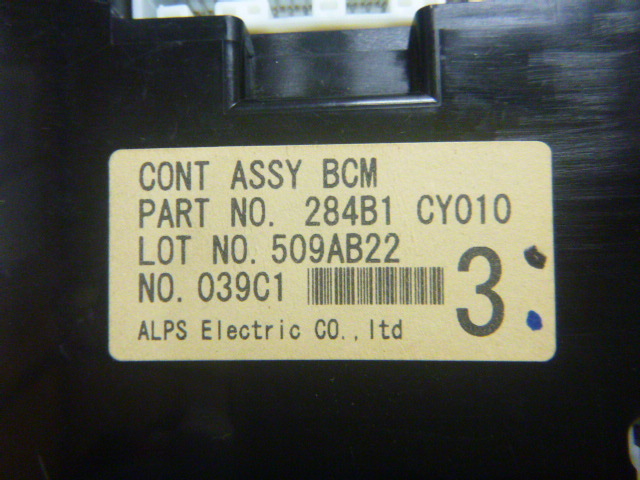 CONT ASSY BCM
PART NO. 284B1 CY010
LOT NO. 509AB22
NO. 039C1
3
ALPS Electric CO.,ltd